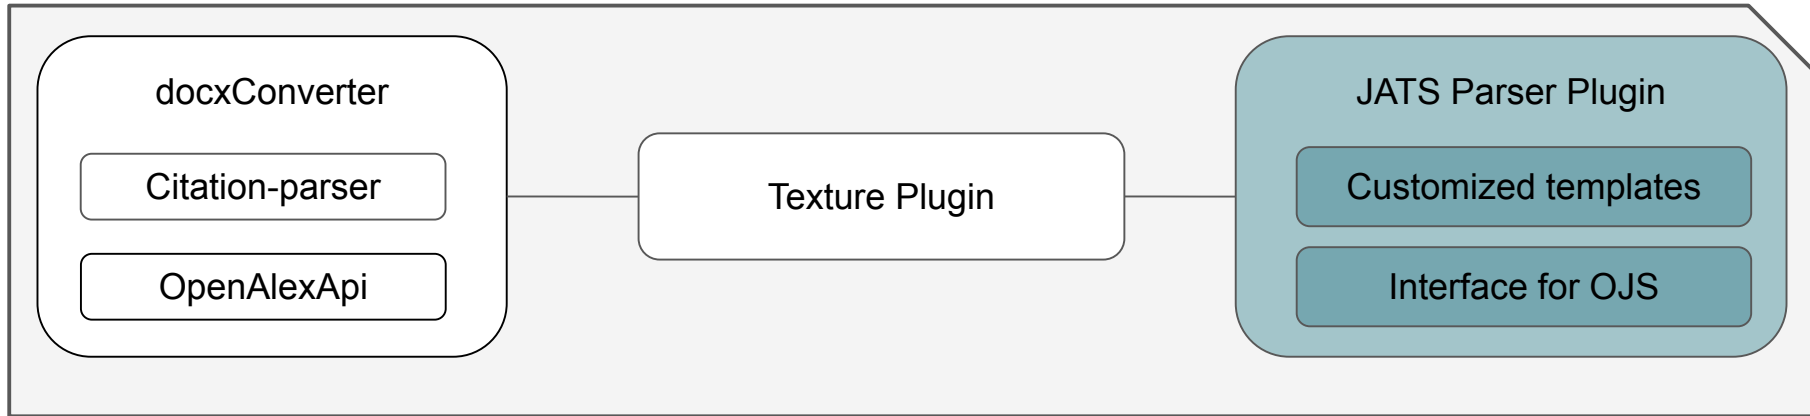 docxConverter
Citation-parser
OpenAlexApi
Texture Plugin
JATS Parser Plugin
Customized templates
Interface for OJS